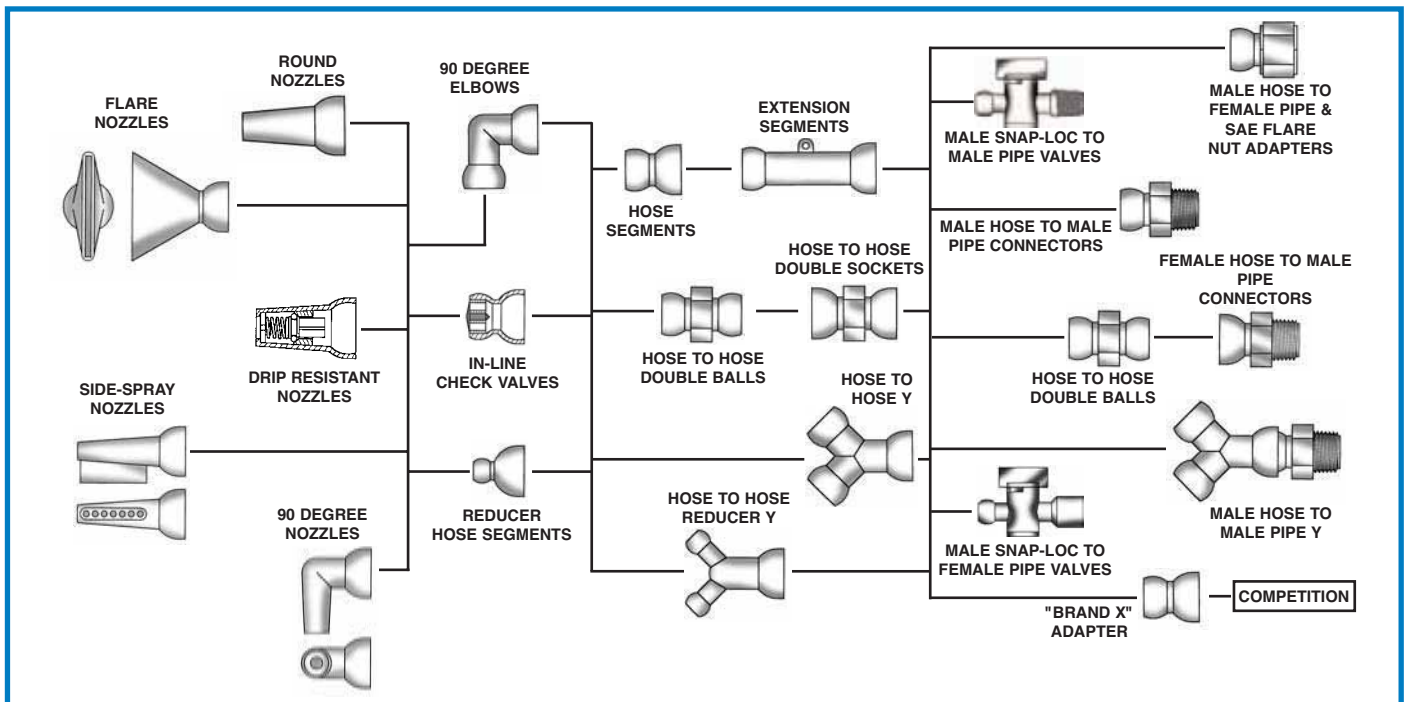 ROUND
NOZZLES
FLARE
NOZZLES
90 DEGREE
ELBOWS
EXTENSION
SEGMENTS
MALE HOSE TO
FEMALE PIPE &
SAE FLARE
NUT ADAPTERS
MALE SNAP-LOC TO
MALE PIPE VALVES
HOSE
SEGMENTS
MALE HOSE TO MALE
PIPE CONNECTORS
HOSE TO HOSE
DOUBLE SOCKETS
FEMALE HOSE TO MALE
PIPE
CONNECTORS
DRIP RESISTANT
NOZZLES
IN-LINE
CHECK VALVES
HOSE TO HOSE
DOUBLE BALLS
HOSE TO HOSE
DOUBLE BALLS
SIDE-SPRAY
NOZZLES
HOSE TO
HOSE Y
90 DEGREE
NOZZLES
REDUCER
HOSE SEGMENTS
HOSE TO HOSE
REDUCER Y
MALE SNAP-LOC TO
FEMALE PIPE VALVES
MALE HOSE TO
MALE PIPE Y
"BRAND X"
ADAPTER
COMPETITION